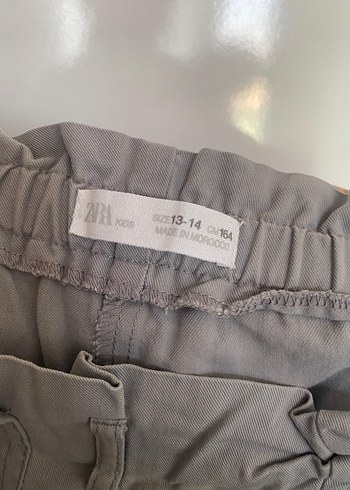 ZARA KIDS SIZE 13-14 CM 164
MADE IN MOROCCO